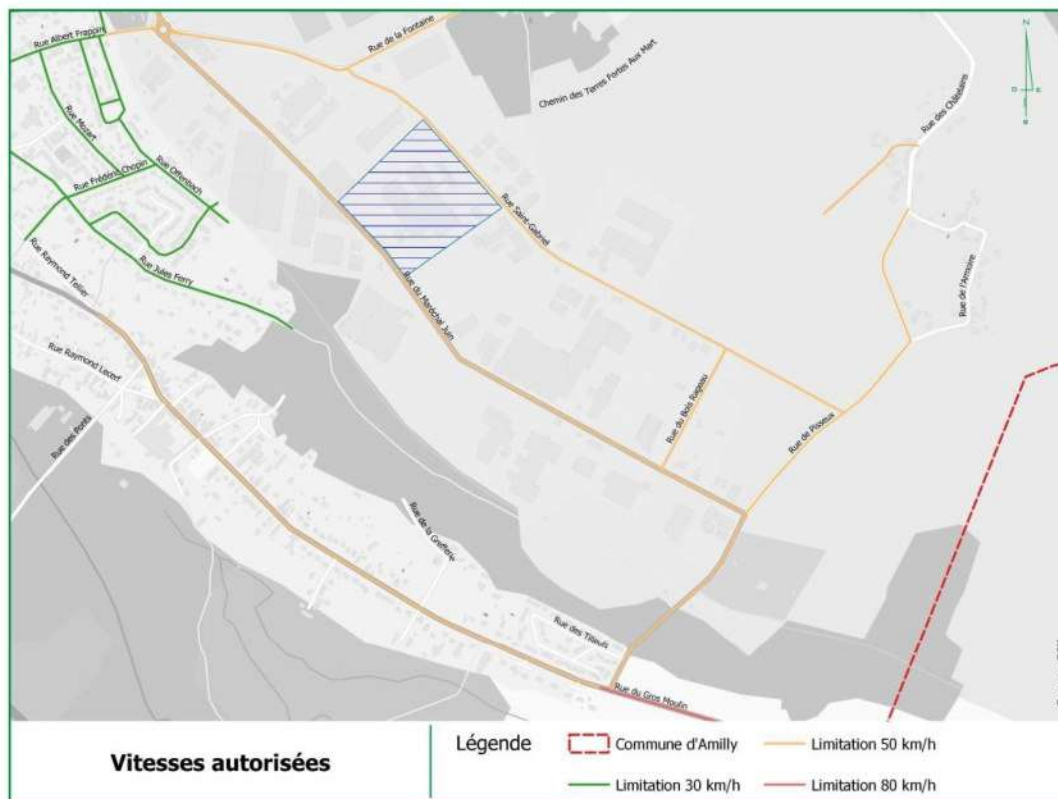 Rue Albert Frappin
Rue de la Fontaine
Chemin des Terres Fortes Aux Mart
N
Rue des Châtelains
Rue Mozart
Rue Offenbach
Rue Frédéric Chopin
Rue Saint-Gabriel
Rue Raymond Tellier
Rue Jules Ferry
Rue du Maréchal Juin
Rue de l'Armoire
Rue Raymond Lecerf
Rue des Ponts
Rue du Bois Rageau
Rue de Pisseux
Rue de la Grefferie
Rue des Tilleuls
Rue du Gros Moulin
Vitesses autorisées
Légende
Commune d'Amilly
Limitation 50 km/h
Limitation 30 km/h
Limitation 80 km/h